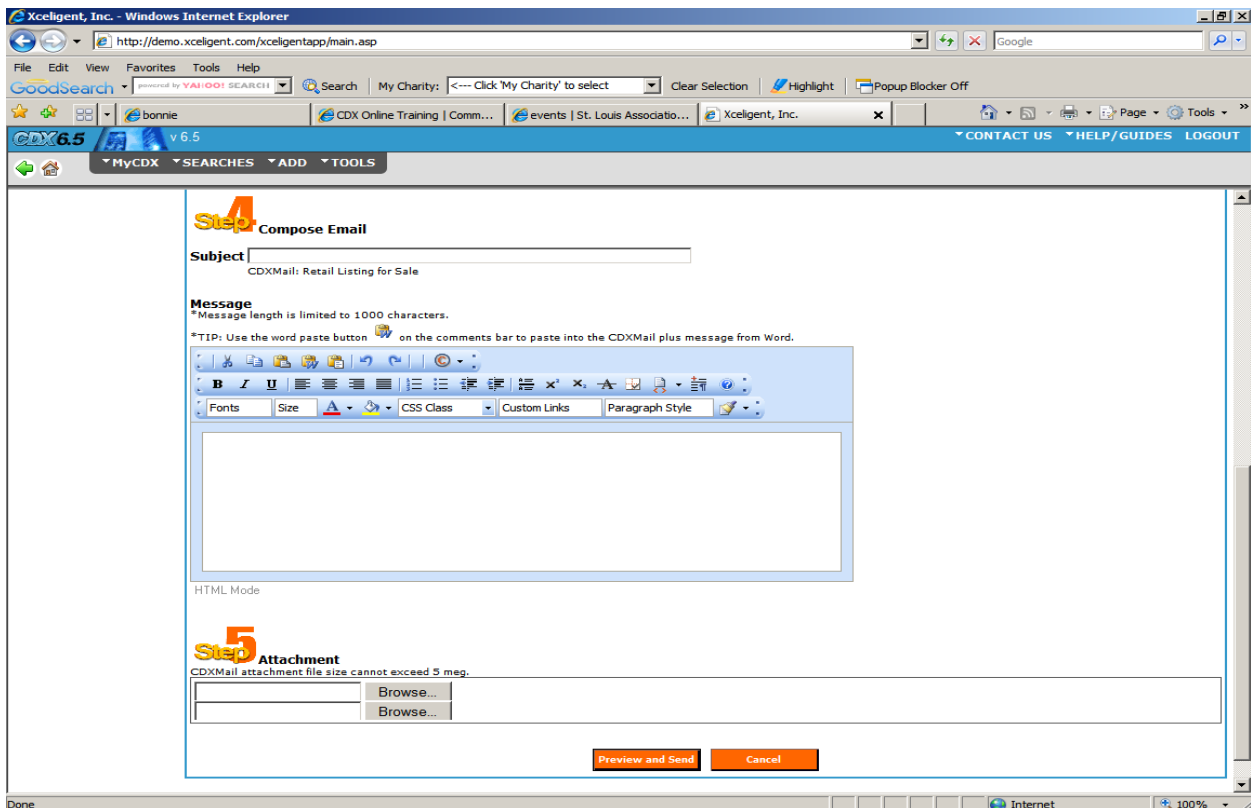 Xceligent, Inc. - Windows Internet Explorer
http://demo.xceligent.com/xceligentapp/main.asp
Google
File Edit View Favorites Tools Help
GoodSearch powered by YAHOO! SEARCH Search My Charity: <--- Click 'My Charity' to select Clear Selection Highlight Popup Blocker Off
bonnie CDX Online Training | Comm... events | St. Louis Associatio... Xceligent, Inc. Page Tools
CDX 6.5 v 6.5 CONTACT US HELP/GUIDES LOGOUT
MyCDX SEARCHES ADD TOOLS
Step 4 Compose Email
Subject
CDXMail: Retail Listing for Sale
Message
*Message length is limited to 1000 characters.
*TIP: Use the word paste button on the comments bar to paste into the CDXMail plus message from Word.
B I U
Fonts Size A CSS Class Custom Links Paragraph Style
HTML Mode
Step 5 Attachment
CDXMail attachment file size cannot exceed 5 meg.
Browse...
Browse...
Preview and Send Cancel
Done Internet 100%